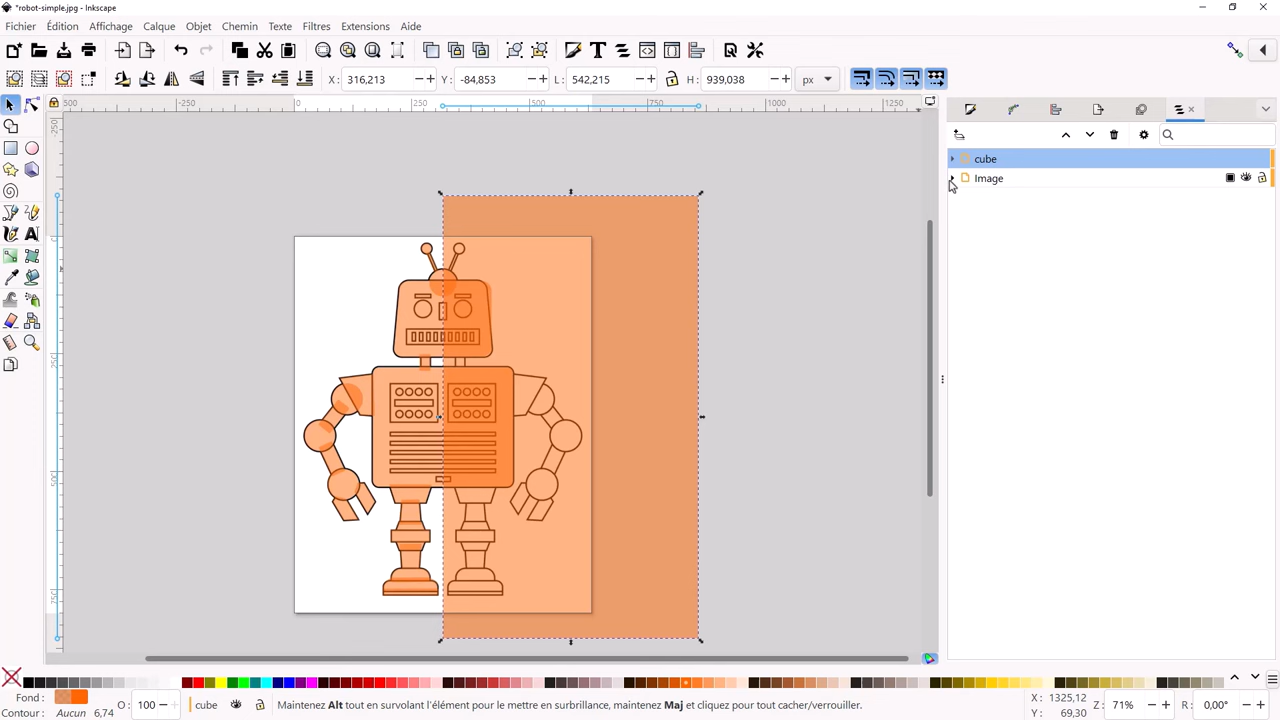 *robot-simple.jpg - Inkscape
Fichier Édition Affichage Calque Objet Chemin Texte Filtres Extensions Aide
X : 316,213 Y : -84,853 L : 542,215 H : 939,03 px
500 -250 0 250 500 750 1000 1250
cube
Image
Fond :
Contour : Aucun 6,74
O : 100
cube
Maintenez Alt tout en survolant l'élément pour le mettre en surbrillance, maintenez Maj et cliquez pour tout cacher/verrouiller.
X : 1325,12
Y : 69,30
Z : 71%
R : 0,00°